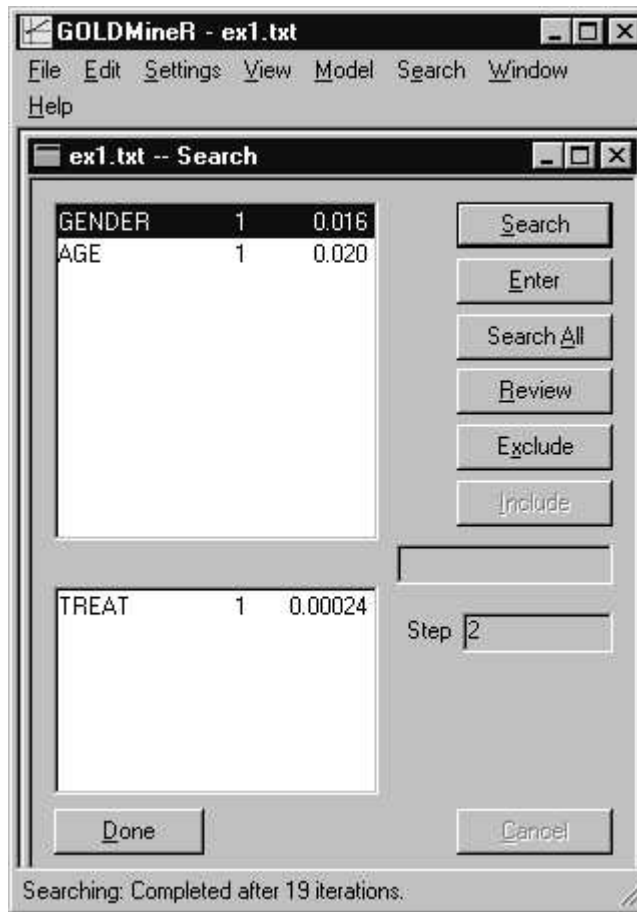 GOLDMineR - ex1.txt
File Edit Settings View Model Search Window
Help
ex1.txt -- Search
GENDER 1 0.016
AGE 1 0.020
Search
Enter
Search All
Review
Exclude
Include
TREAT 1 0.00024
Step 2
Done
Cancel
Searching: Completed after 19 iterations.